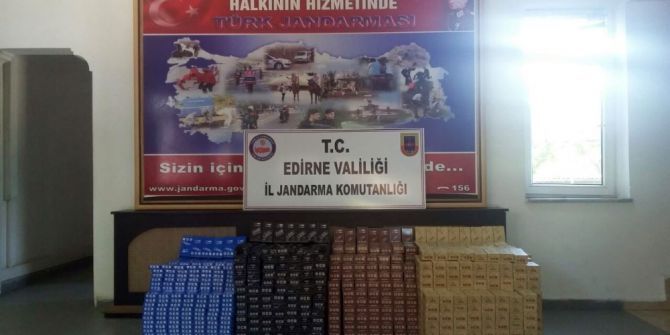 HALKININ HİZMETİNDE
TÜRK JANDARMASI
T.C.
EDİRNE VALİLİĞİ
İL JANDARMA KOMUTANLIĞI
Sizin için
de...
www.jandarma.gov
156